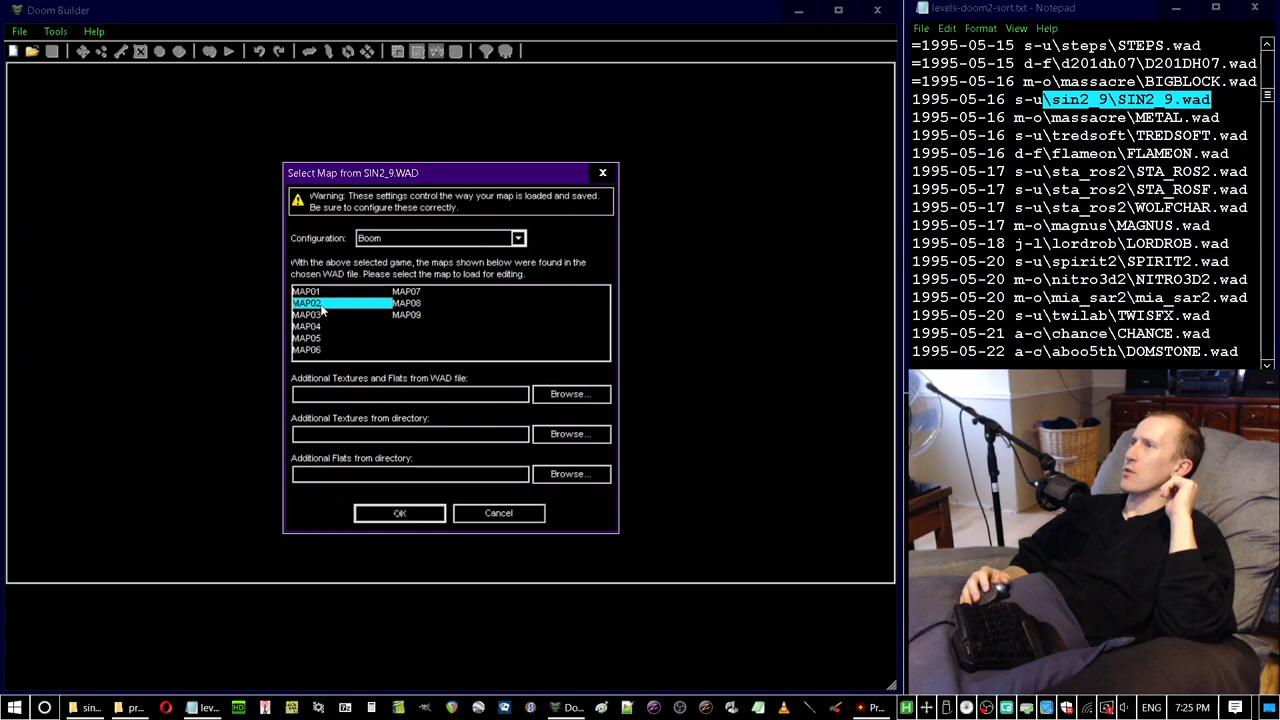 Doom Builder
File Tools Help
Select Map from SIN2_9.WAD
Warning: These settings control the way your map is loaded and saved.
Be sure to configure these correctly.
Configuration: Boom
With the above selected game, the maps shown below were found in the
chosen WAD file. Please select the map to load for editing.
MAP01 MAP07
MAP02 MAP08
MAP03 MAP09
MAP04
MAP05
MAP06
Additional Textures and Flats from WAD file:
Browse...
Additional Textures from directory:
Browse...
Additional Flats from directory:
Browse...
OK Cancel
levels-doom2-sort.txt - Notepad
File Edit Format View Help
=1995-05-15 s-u\steps\STEPS.wad
=1995-05-15 d-f\d201dh07\D201DH07.wad
=1995-05-16 m-o\massacre\BIGBLOCK.wad
1995-05-16 s-u\sin2_9\SIN2_9.wad
1995-05-16 m-o\massacre\METAL.wad
1995-05-16 s-u\tredsoft\TREDSOFT.wad
1995-05-16 d-f\flameon\FLAMEON.wad
1995-05-17 s-u\sta_ros2\STA_ROS2.wad
1995-05-17 s-u\sta_ros2\STA_ROSF.wad
1995-05-17 s-u\sta_ros2\WOLFCHAR.wad
1995-05-17 m-o\magnus\MAGNUS.wad
1995-05-18 j-l\lordrob\LORDROB.wad
1995-05-18 s-u\spirit2\SPIRIT2.wad
1995-05-20 m-o\nitro3d2\NITRO3D2.wad
1995-05-20 m-o\mia_sar2\mia_sar2.wad
1995-05-20 s-u\twilab\TWISFX.wad
1995-05-21 a-c\chance\CHANCE.wad
1995-05-22 a-c\aboo5th\DOMSTONE.wad
sin... pr... lev... HD Do... Pr... ENG 7:25 PM